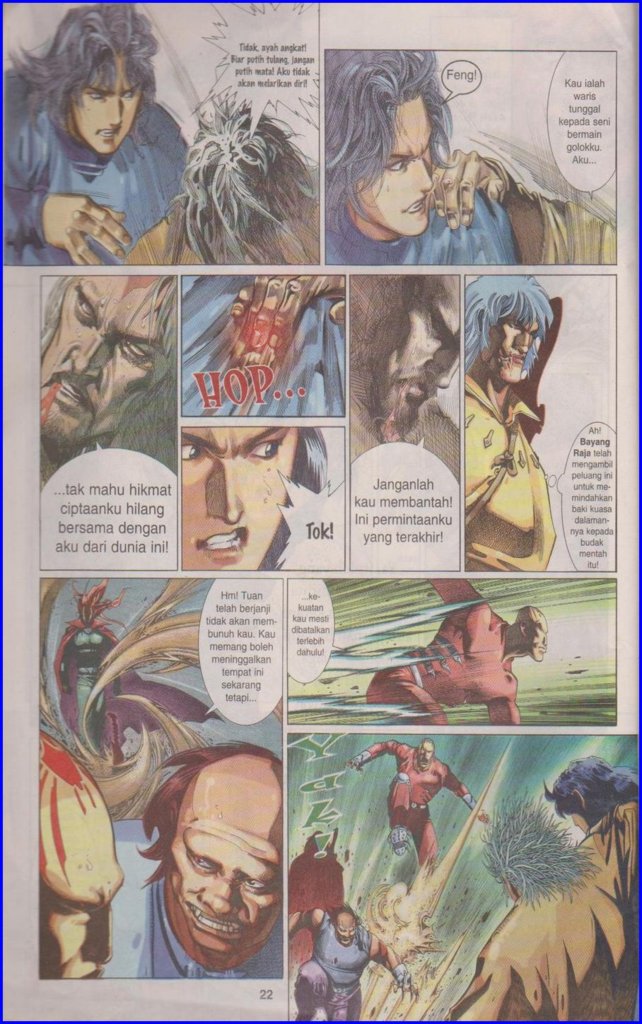 Tidak, ayah angkat!
Biar putih tulang, jangan
putih mata! Aku tidak
akan melarikan diri!
Feng!
Kau ialah
waris
tunggal
kepada seni
bermain
golokku.
Aku...
...tak mahu hikmat
ciptaanku hilang
bersama dengan
aku dari dunia ini!
HOP...
Tok!
Janganlah
kau membantah!
Ini permintaanku
yang terakhir!
Ah!
Bayang
Raja telah
mengambil
peluang ini
untuk me-
mindahkan
baki kuasa
dalaman-
nya kepada
budak
mentah
itu!
Hm! Tuan
telah berjanji
tidak akan mem-
bunuh kau. Kau
memang boleh
meninggalkan
tempat ini
sekarang
tetapi...
...ke-
kuatan
kau mesti
dibatalkan
terlebih
dahulu!
Yak!
22